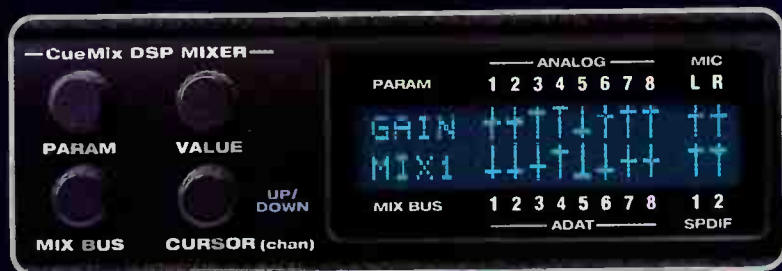 CueMix DSP MIXER
PARAM VALUE
MIX BUS CURSOR (chan)
UP/
DOWN
ANALOG MIC
PARAM 1 2 3 4 5 6 7 8 L R
GAIN
MIX1
MIX BUS 1 2 3 4 5 6 7 8 1 2
ADAT SPDIF